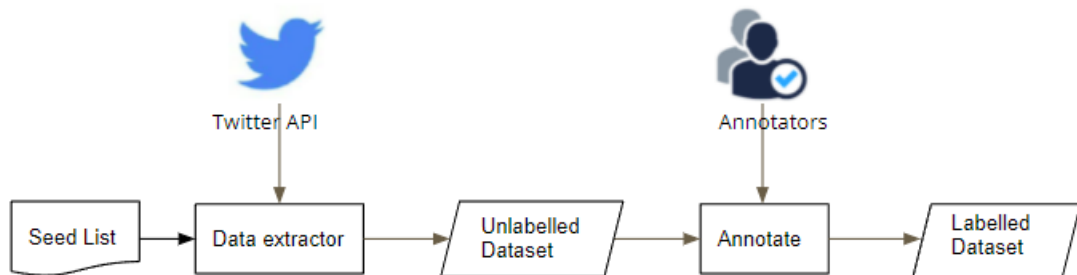 Twitter API
Annotators
Seed List
Data extractor
Unlabelled
Dataset
Annotate
Labelled
Dataset